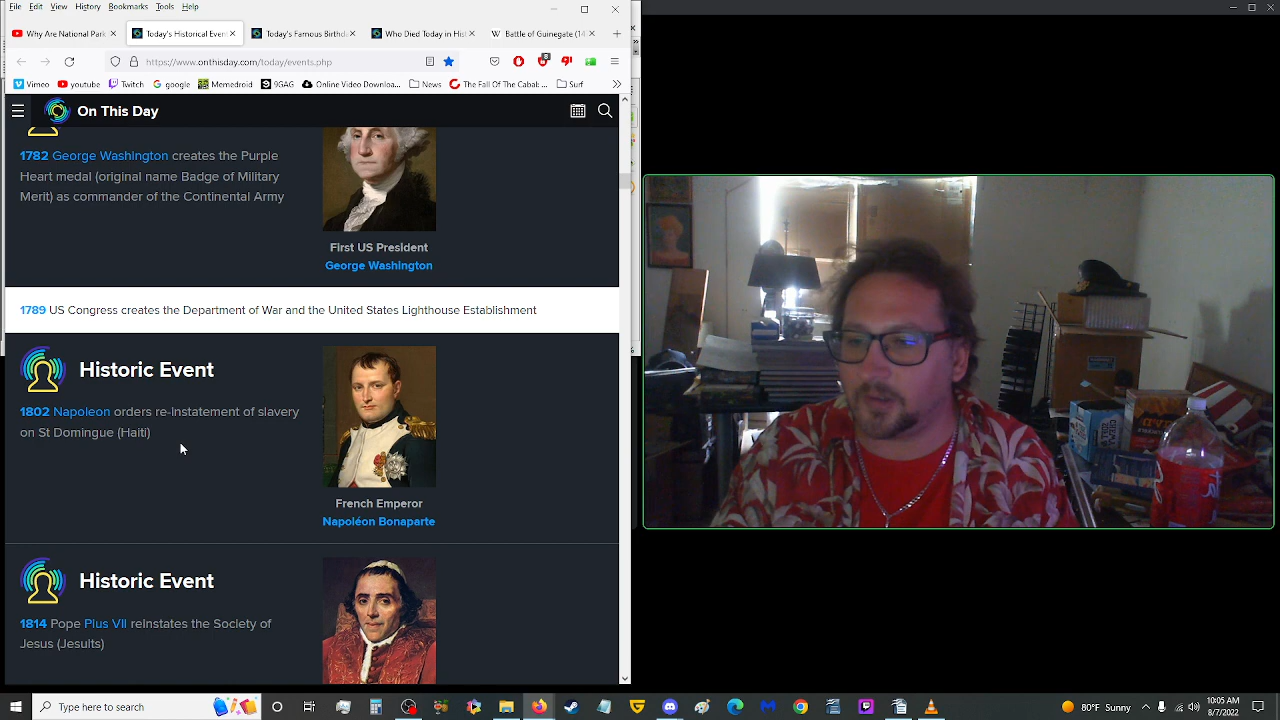 File Edit View History Bookmarks Tools Help
Why Are National Park
Today's Historical Even
Today's Famous Birthda
Who Died Today in Hist
W Battle of Guinegate (14
https://www.onthisday.com/today/events.php
Vimeo youtube Twitch google Mediadroid 9GAG Online Video Downloa... News The Fall Of The Cabal ... Surf
On This Day
1782 George Washington creates the Purple
Heart medal (original name Badge of Military
Merit) as commander of the Continental Army
First US President
George Washington
1789 US Congress creates the Department of War and the United States Lighthouse Establishment
Historic Event
1802 Napoleon orders re-instatement of slavery
on St Domingue (Haiti)
French Emperor
Napoléon Bonaparte
Historic Event
1814 Pope Pius VII reinstates the Society of
Jesus (Jesuits)
Type here to search
80°F Sunny
10:05 AM
8/7/2022